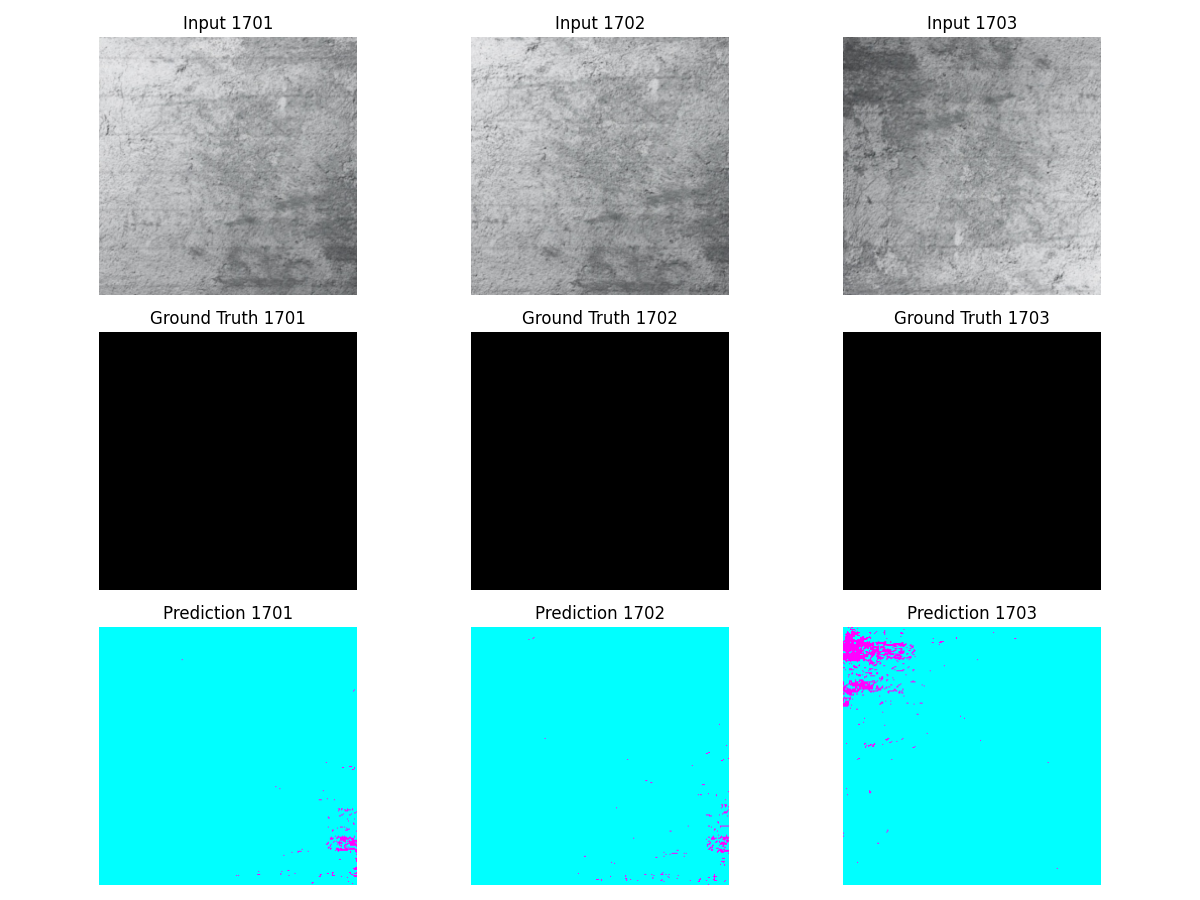 Input 1701
Input 1702
Input 1703
Ground Truth 1701
Ground Truth 1702
Ground Truth 1703
Prediction 1701
Prediction 1702
Prediction 1703